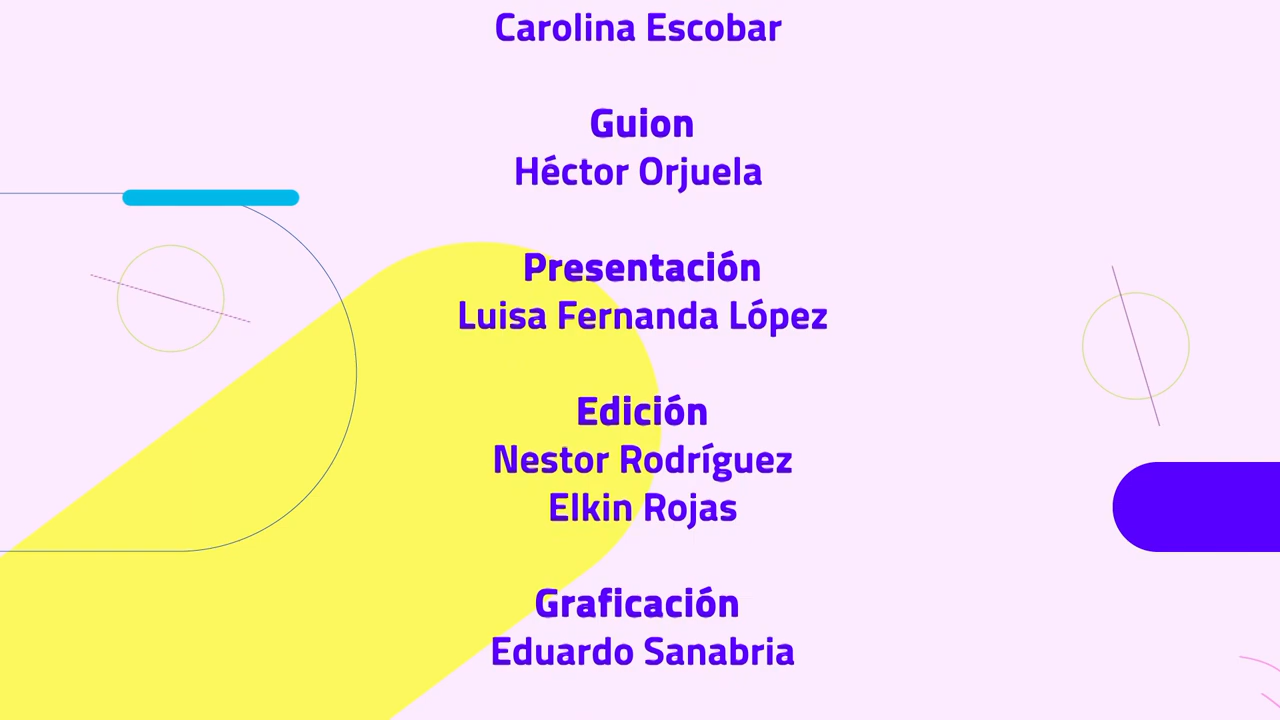 Carolina Escobar
Guion
Héctor Orjuela
Presentación
Luisa Fernanda López
Edición
Nestor Rodríguez
Elkin Rojas
Graficación
Eduardo Sanabria